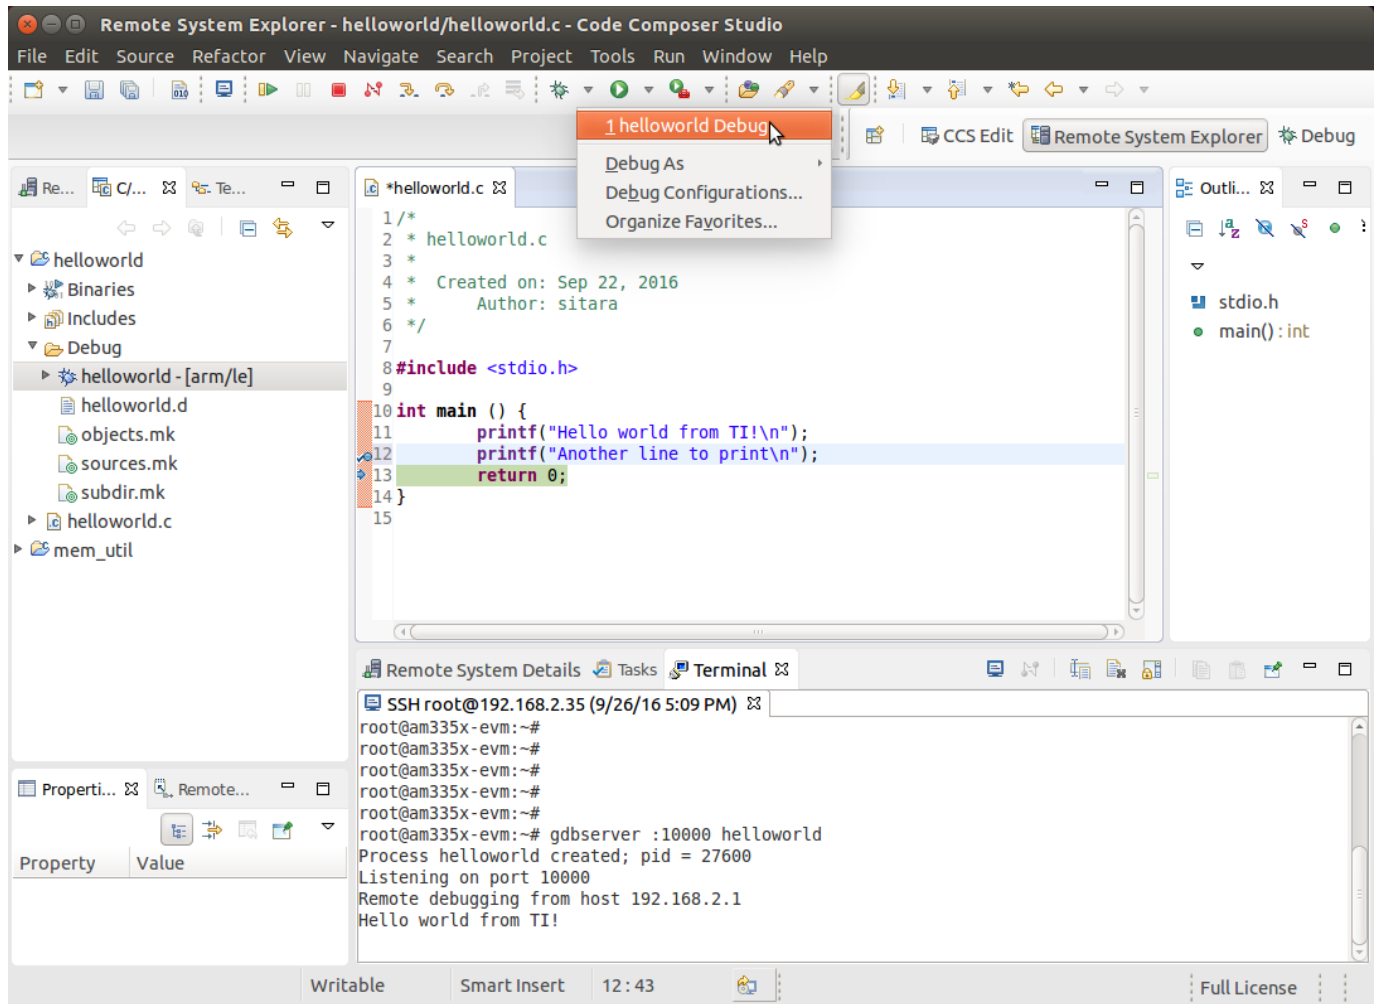 Remote System Explorer - helloworld/helloworld.c - Code Composer Studio
File Edit Source Refactor View Navigate Search Project Tools Run Window Help
1 helloworld Debug
Debug As
Debug Configurations...
Organize Favorites...
CCS Edit Remote System Explorer Debug
Re... C/... Te...
helloworld
Binaries
Includes
Debug
helloworld - [arm/le]
helloworld.d
objects.mk
sources.mk
subdir.mk
helloworld.c
mem_util
*helloworld.c
1 /*
2  * helloworld.c
3  *
4  *  Created on: Sep 22, 2016
5  *      Author: sitara
6  */
7
8 #include <stdio.h>
9
10 int main () {
11         printf("Hello world from TI!\n");
12         printf("Another line to print\n");
13         return 0;
14 }
15
Outli...
stdio.h
main() : int
Properti... Remote...
Property Value
Remote System Details Tasks Terminal
SSH root@192.168.2.35 (9/26/16 5:09 PM)
root@am335x-evm:~#
root@am335x-evm:~#
root@am335x-evm:~#
root@am335x-evm:~#
root@am335x-evm:~#
root@am335x-evm:~# gdbserver :10000 helloworld
Process helloworld created; pid = 27600
Listening on port 10000
Remote debugging from host 192.168.2.1
Hello world from TI!
Writable Smart Insert 12 : 43 Full License